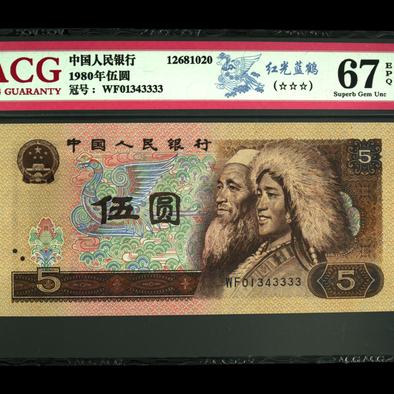 ACG
GUARANTY
中国人民银行 12681020
1980年伍圆
冠号: WF01343333
红光蓝鹤
(☆☆☆)
67 EPQ
Superb Gem Unc
中国人民银行
5
伍圆
5
WF01343333
5